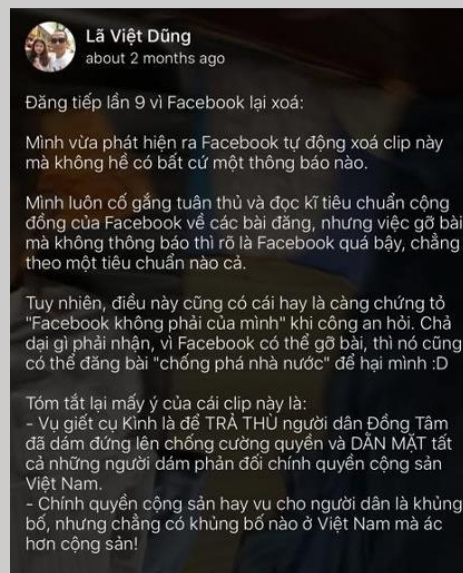 Lã Việt Dũng
about 2 months ago
Đăng tiếp lần 9 vì Facebook lại xoá:
Mình vừa phát hiện ra Facebook tự động xoá clip này
mà không hề có bất cứ một thông báo nào.
Mình luôn cố gắng tuân thủ và đọc kĩ tiêu chuẩn cộng
đồng của Facebook về các bài đăng, nhưng việc gỡ bài
mà không thông báo thì rõ là Facebook quá bậy, chẳng
theo một tiêu chuẩn nào cả.
Tuy nhiên, điều này cũng có cái hay là càng chứng tỏ
"Facebook không phải của mình" khi công an hỏi. Chả
dại gì phải nhận, vì Facebook có thể gỡ bài, thì nó cũng
có thể đăng bài "chống phá nhà nước" để hại mình :D
Tóm tắt lại mấy ý của cái clip này là:
- Vụ giết cụ Kình là để TRẢ THÙ người dân Đồng Tâm
đã dám đứng lên chống cường quyền và DẰN MẶT tất
cả những người dám phản đối chính quyền cộng sản
Việt Nam.
- Chính quyền cộng sản hay vu cho người dân là khủng
bố, nhưng chẳng có khủng bố nào ở Việt Nam mà ác
hơn cộng sản!